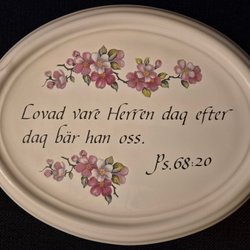 Lovad vare Herren dag efter
dag bär han oss.
Ps. 68:20